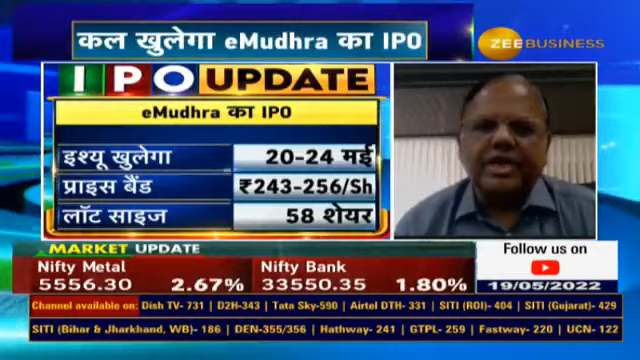 कल खुलेगा eMudhra का IPO
ZEEBUSINESS
IPO UPDATE
eMudhra का IPO
इश्यू खुलेगा 20-24 मई
प्राइस बैंड ₹243-256/Sh
लॉट साइज 58 शेयर
MARKET UPDATE
Nifty Metal
5556.30 2.67%
Nifty Bank
33550.35 1.80%
Follow us on
19/05/2022
Channel available on: Dish TV- 731 | D2H-343 | Tata Sky-590 | Airtel DTH- 331 | SITI (ROI)- 404 | SITI (Gujarat)- 429
SITI (Bihar & Jharkhand, WB)- 186 | DEN-355/356 | Hathway- 241 | GTPL- 259 | Fastway- 220 | UCN- 122